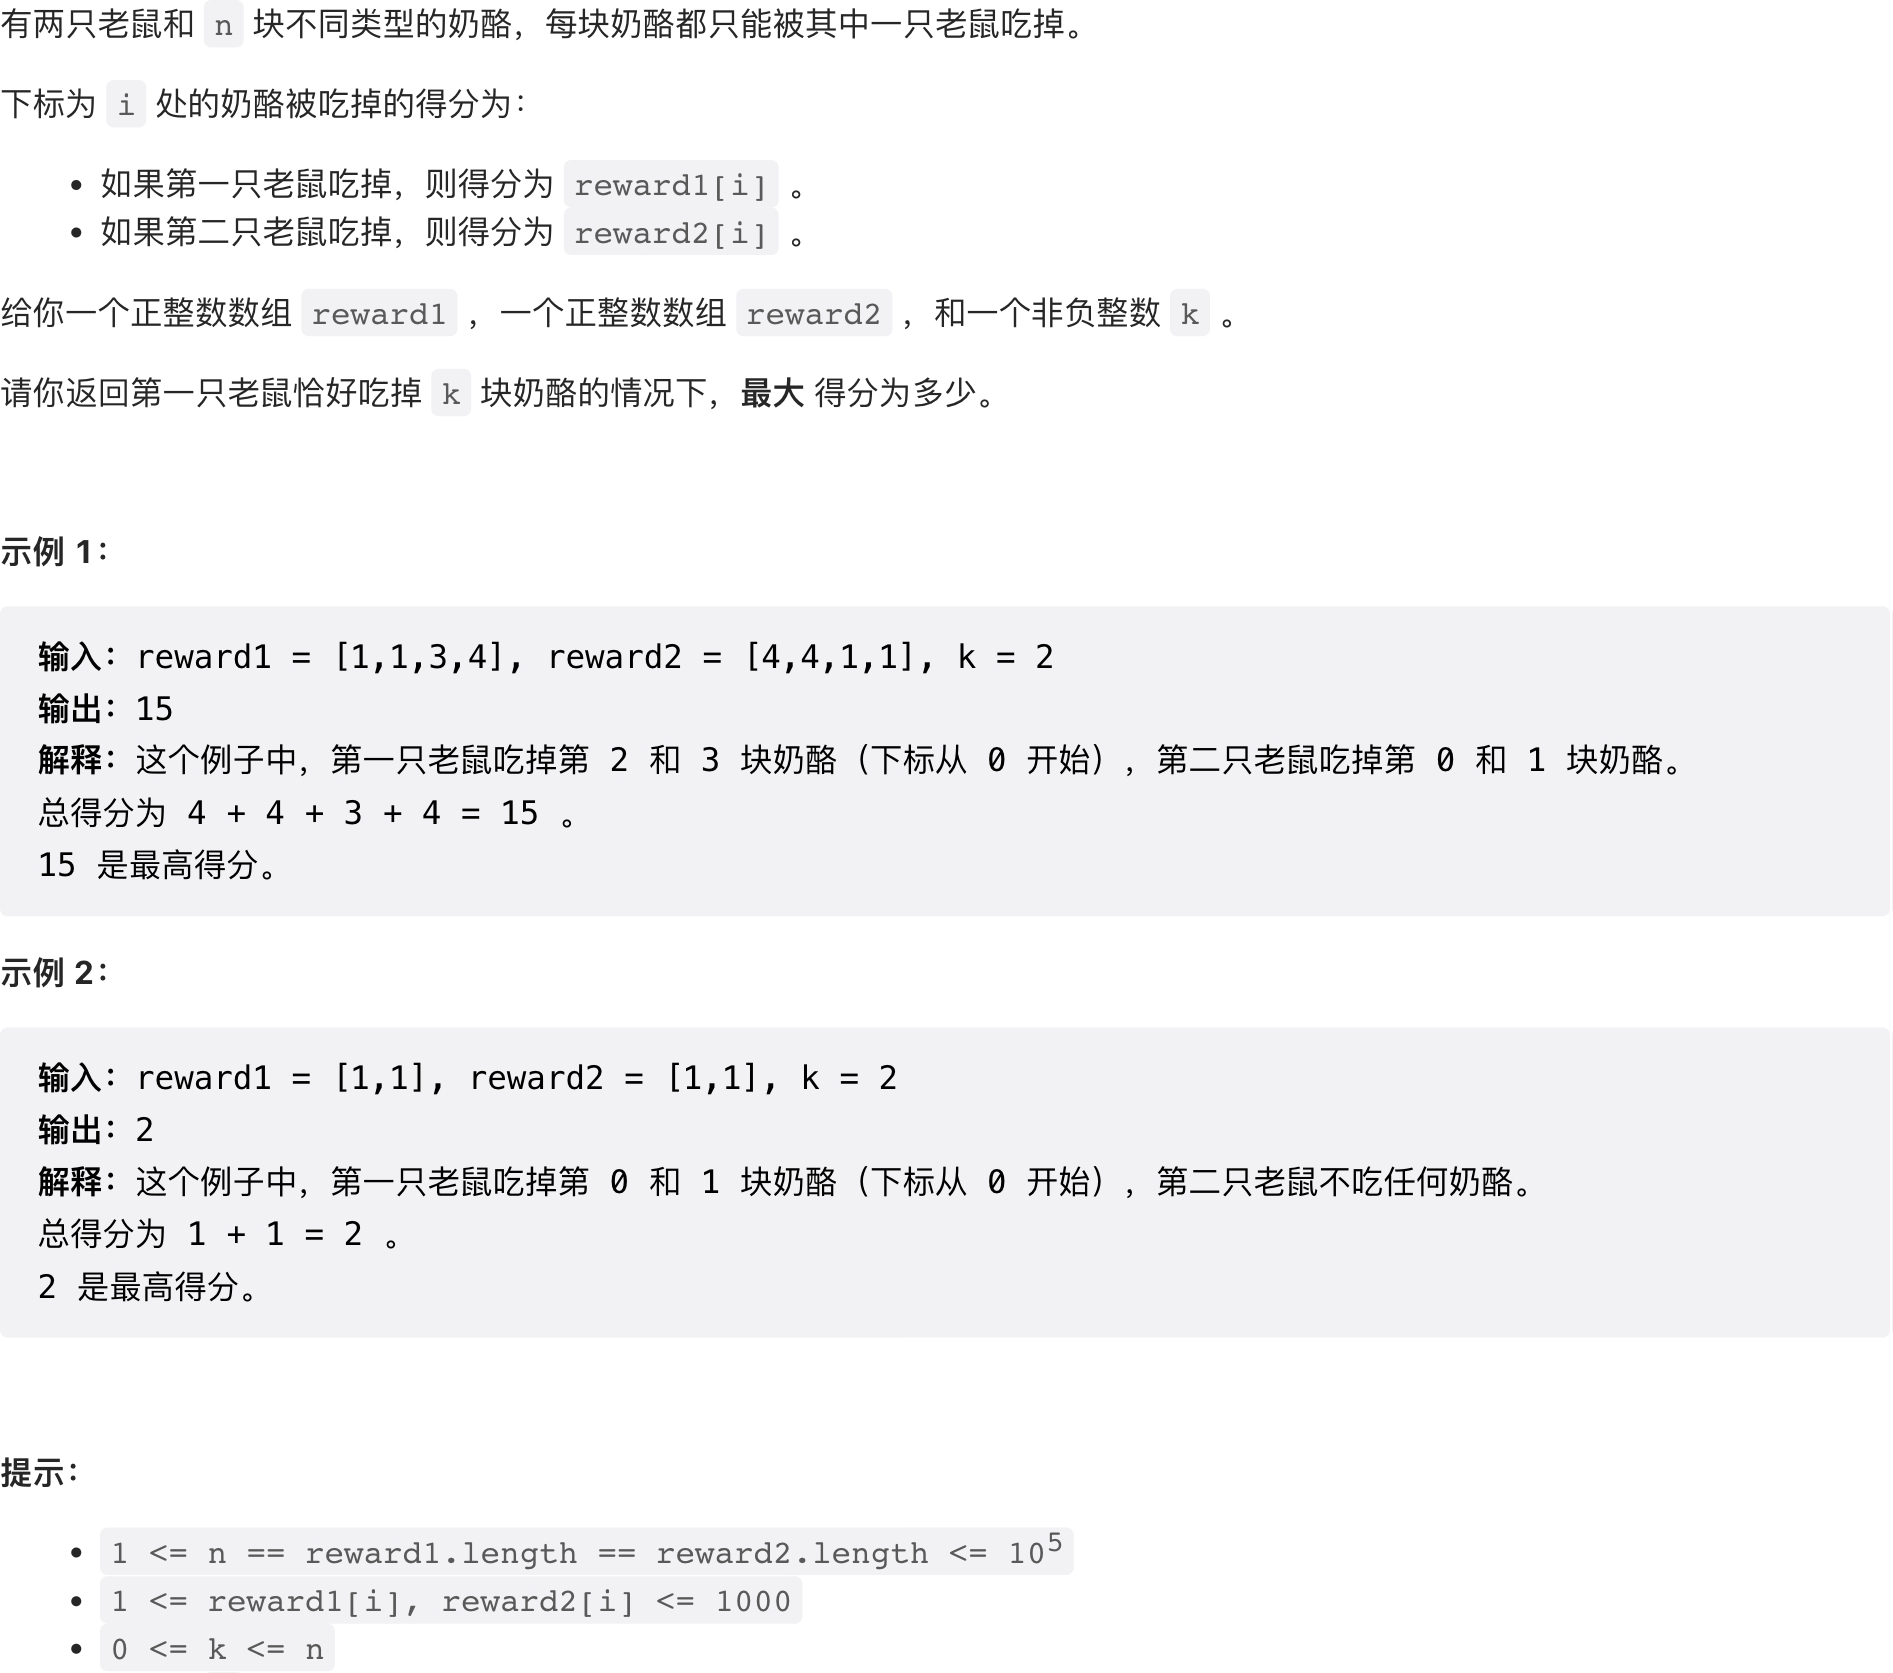 有两只老鼠和 n 块不同类型的奶酪，每块奶酪都只能被其中一只老鼠吃掉。
下标为 i 处的奶酪被吃掉的得分为：
• 如果第一只老鼠吃掉，则得分为 reward1[i] 。
• 如果第二只老鼠吃掉，则得分为 reward2[i] 。
给你一个正整数数组 reward1 ，一个正整数数组 reward2 ，和一个非负整数 k 。
请你返回第一只老鼠恰好吃掉 k 块奶酪的情况下，最大 得分为多少。
示例 1：
输入：reward1 = [1,1,3,4], reward2 = [4,4,1,1], k = 2
输出：15
解释：这个例子中，第一只老鼠吃掉第 2 和 3 块奶酪（下标从 0 开始），第二只老鼠吃掉第 0 和 1 块奶酪。
总得分为 4 + 4 + 3 + 4 = 15 。
15 是最高得分。
示例 2：
输入：reward1 = [1,1], reward2 = [1,1], k = 2
输出：2
解释：这个例子中，第一只老鼠吃掉第 0 和 1 块奶酪（下标从 0 开始），第二只老鼠不吃任何奶酪。
总得分为 1 + 1 = 2 。
2 是最高得分。
提示：
• 1 <= n == reward1.length == reward2.length <= 10⁵
• 1 <= reward1[i], reward2[i] <= 1000
• 0 <= k <= n